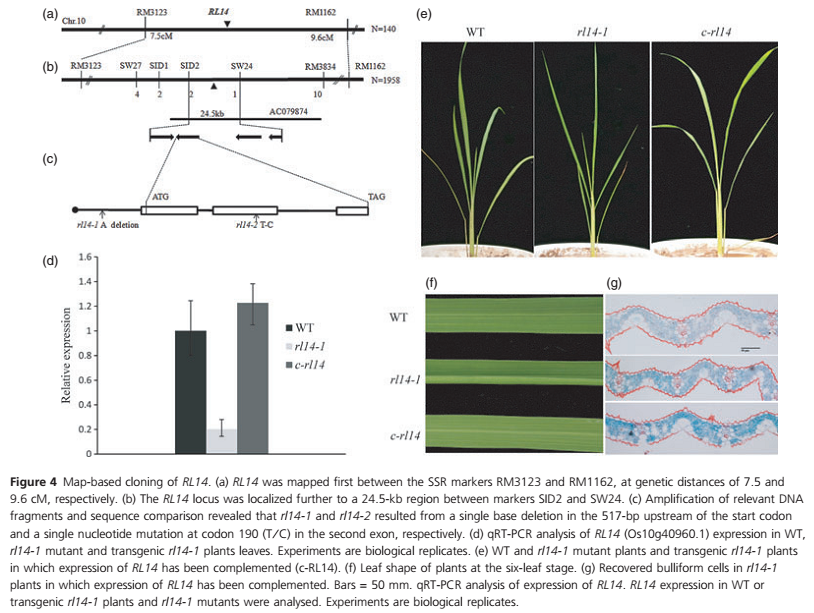 (a)
Chr.10
RM3123
RL14
RM1162
N=140
7.5cM
9.6cM
(b)
RM3123
SW27
SID1
SID2
SW24
RM3834
RM1162
N=1958
4
2
2
1
10
24.5kb
AC079874
(c)
ATG
TAG
rl14-1 A deletion
rl14-2 T-C
(d)
Relative expression
1.6
1.4
1.2
1
0.8
0.6
0.4
0.2
0
WT
rl14-1
c-rl14
(e)
WT
rl14-1
c-rl14
(f)
(g)
WT
rl14-1
c-rl14
Figure 4 Map-based cloning of RL14. (a) RL14 was mapped first between the SSR markers RM3123 and RM1162, at genetic distances of 7.5 and
9.6 cM, respectively. (b) The RL14 locus was localized further to a 24.5-kb region between markers SID2 and SW24. (c) Amplification of relevant DNA
fragments and sequence comparison revealed that rl14-1 and rl14-2 resulted from a single base deletion in the 517-bp upstream of the start codon
and a single nucleotide mutation at codon 190 (T/C) in the second exon, respectively. (d) qRT-PCR analysis of RL14 (Os10g40960.1) expression in WT,
rl14-1 mutant and transgenic rl14-1 plants leaves. Experiments are biological replicates. (e) WT and rl14-1 mutant plants and transgenic rl14-1 plants
in which expression of RL14 has been complemented (c-RL14). (f) Leaf shape of plants at the six-leaf stage. (g) Recovered bulliform cells in rl14-1
plants in which expression of RL14 has been complemented. Bars = 50 mm. qRT-PCR analysis of expression of RL14. RL14 expression in WT or
transgenic rl14-1 plants and rl14-1 mutants were analysed. Experiments are biological replicates.